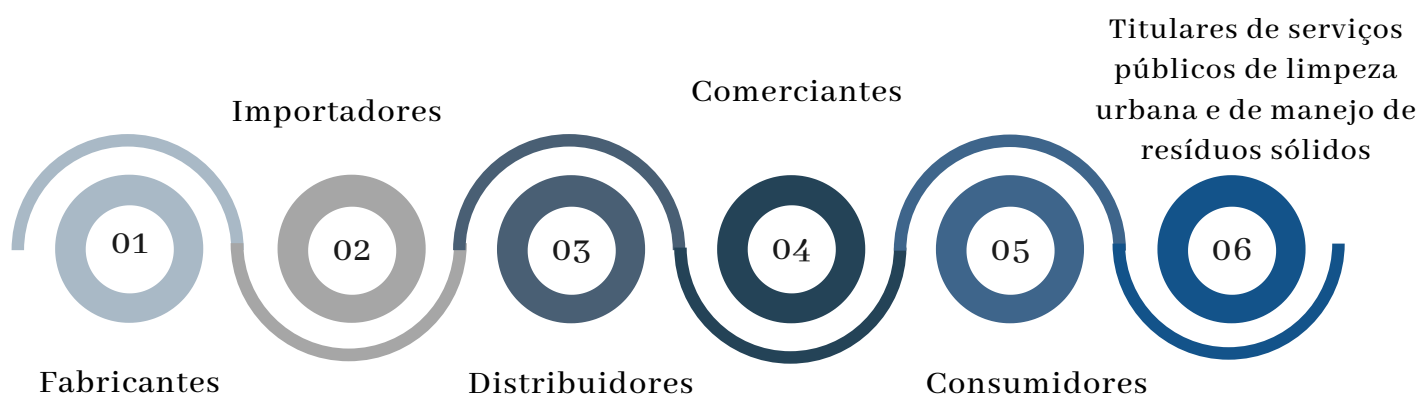 01
Fabricantes
02
Importadores
03
Distribuidores
04
Comerciantes
05
Consumidores
06
Titulares de serviços
públicos de limpeza
urbana e de manejo de
resíduos sólidos